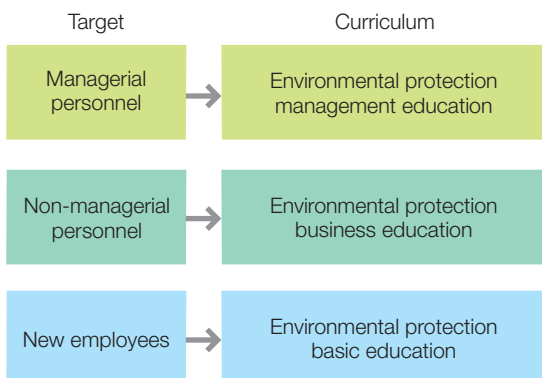 Target
Curriculum
Managerial
personnel
Environmental protection
management education
Non-managerial
personnel
Environmental protection
business education
New employees
Environmental protection
basic education